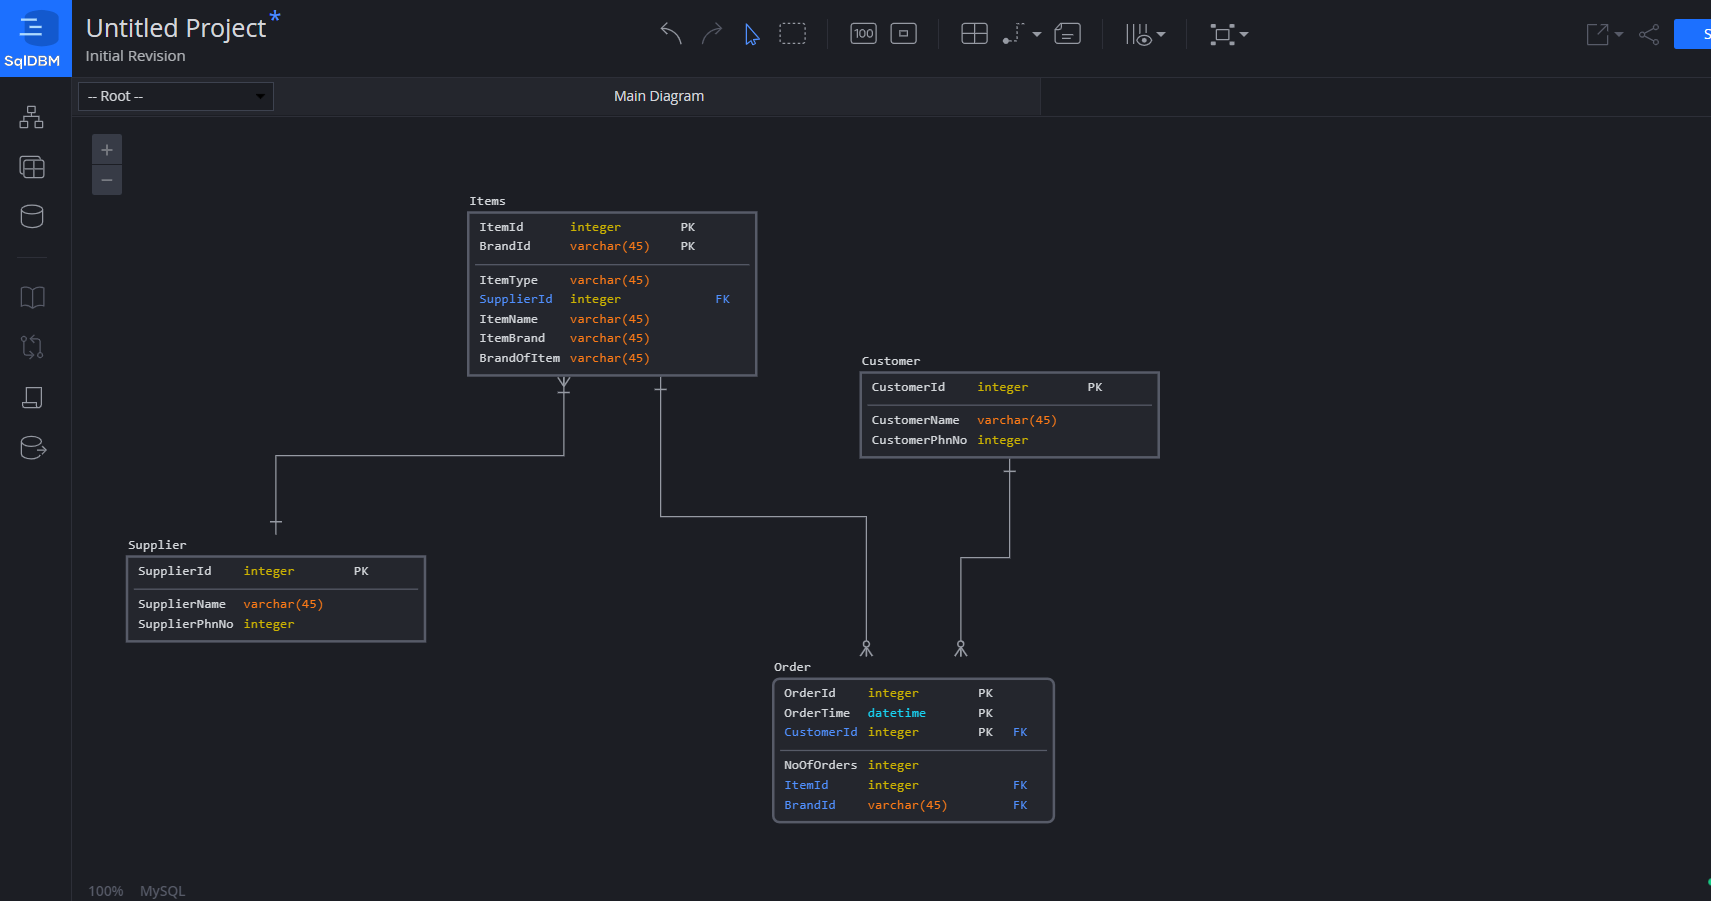 SqlDBM
Untitled Project*
Initial Revision
100
S
-- Root --
Main Diagram
+
−
Items
ItemId integer PK
BrandId varchar(45) PK
ItemType varchar(45)
SupplierId integer FK
ItemName varchar(45)
ItemBrand varchar(45)
BrandOfItem varchar(45)
Customer
CustomerId integer PK
CustomerName varchar(45)
CustomerPhnNo integer
Supplier
SupplierId integer PK
SupplierName varchar(45)
SupplierPhnNo integer
Order
OrderId integer PK
OrderTime datetime PK
CustomerId integer PK FK
NoOfOrders integer
ItemId integer FK
BrandId varchar(45) FK
100% MySQL